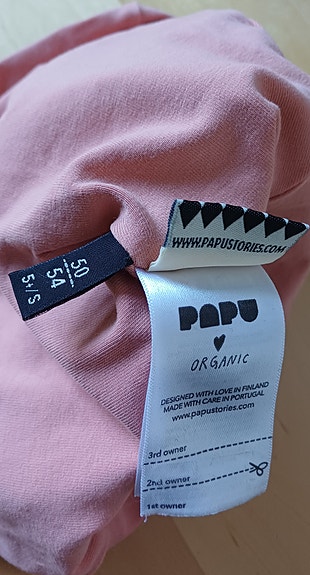 50
54
5+/S
WWW.PAPUSTORIES.COM
PAPU
ORGANIC
DESIGNED WITH LOVE IN FINLAND
MADE WITH CARE IN PORTUGAL
www.papustories.com
3rd owner
2nd owner
1st owner